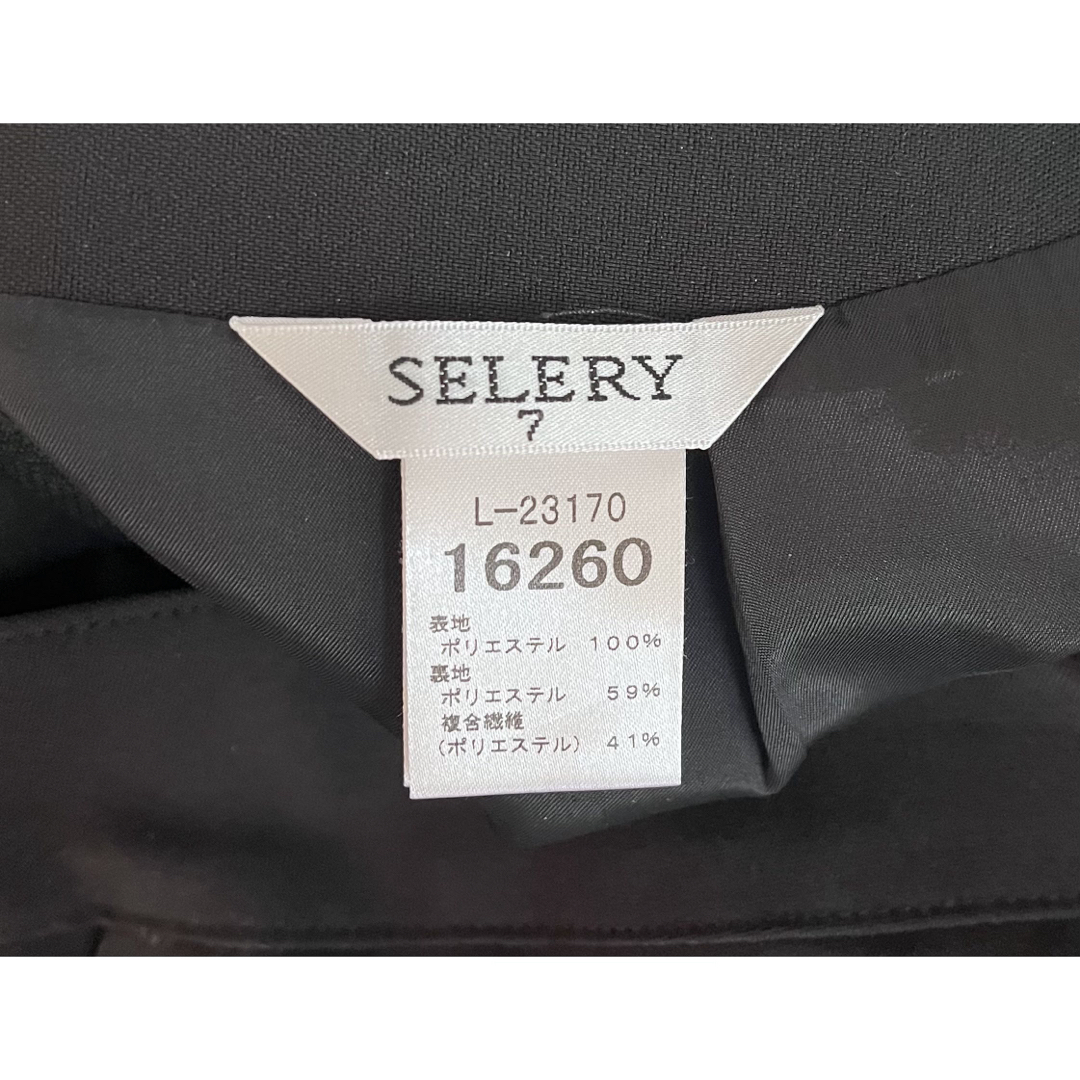 SELERY
7
L-23170
16260
表地
ポリエステル 100%
裏地
ポリエステル 59%
複合繊維
(ポリエステル) 41%